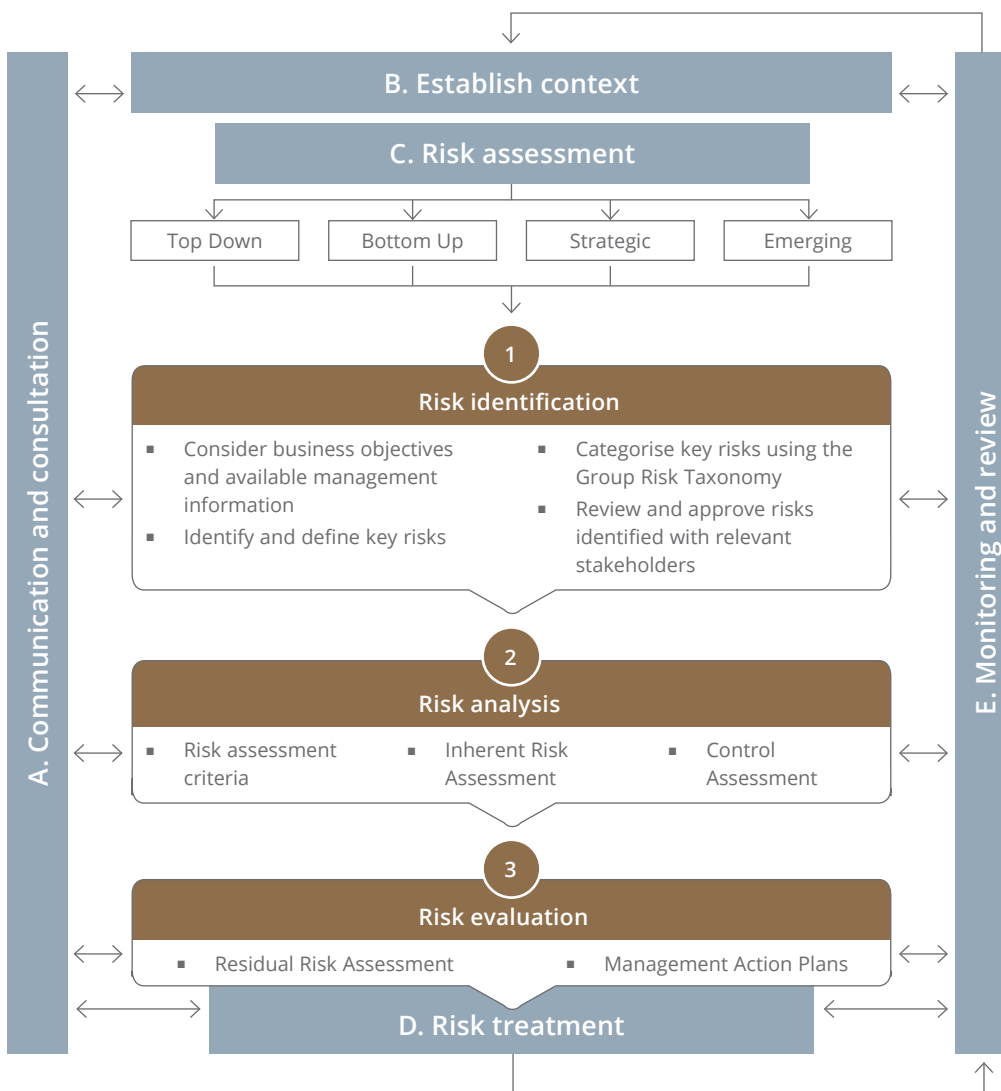 B. Establish context
C. Risk assessment
Top Down
Bottom Up
Strategic
Emerging
A. Communication and consultation
E. Monitoring and review
1
Risk identification
▪ Consider business objectives
and available management
information
▪ Identify and define key risks
▪ Categorise key risks using the
Group Risk Taxonomy
▪ Review and approve risks
identified with relevant
stakeholders
2
Risk analysis
▪ Risk assessment
criteria
▪ Inherent Risk
Assessment
▪ Control
Assessment
3
Risk evaluation
▪ Residual Risk Assessment
▪ Management Action Plans
D. Risk treatment